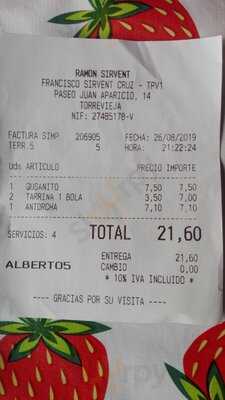 RAMÓN SIRVENT
FRANCISCO SIRVENT CRUZ - TPV1
PASEO JUAN APARICIO, 14
TORREVIEJA
NIF: 27485178-V
FACTURA SIMP. 206905 FECHA: 26/08/2019
TERR.5 5 HORA: 21:22:24
Uds ARTICULO PRECIO IMPORTE
1 GUSANITO 7,50 7,50
2 TARRINA 1 BOLA 3,50 7,00
1 ANTORCHA 7,10 7,10
SERVICIOS: 4 TOTAL 21,60
ENTREGA 21,60
CAMBIO 0,00
ALBERTO5 * 10% IVA INCLUIDO *
---- GRACIAS POR SU VISITA ----